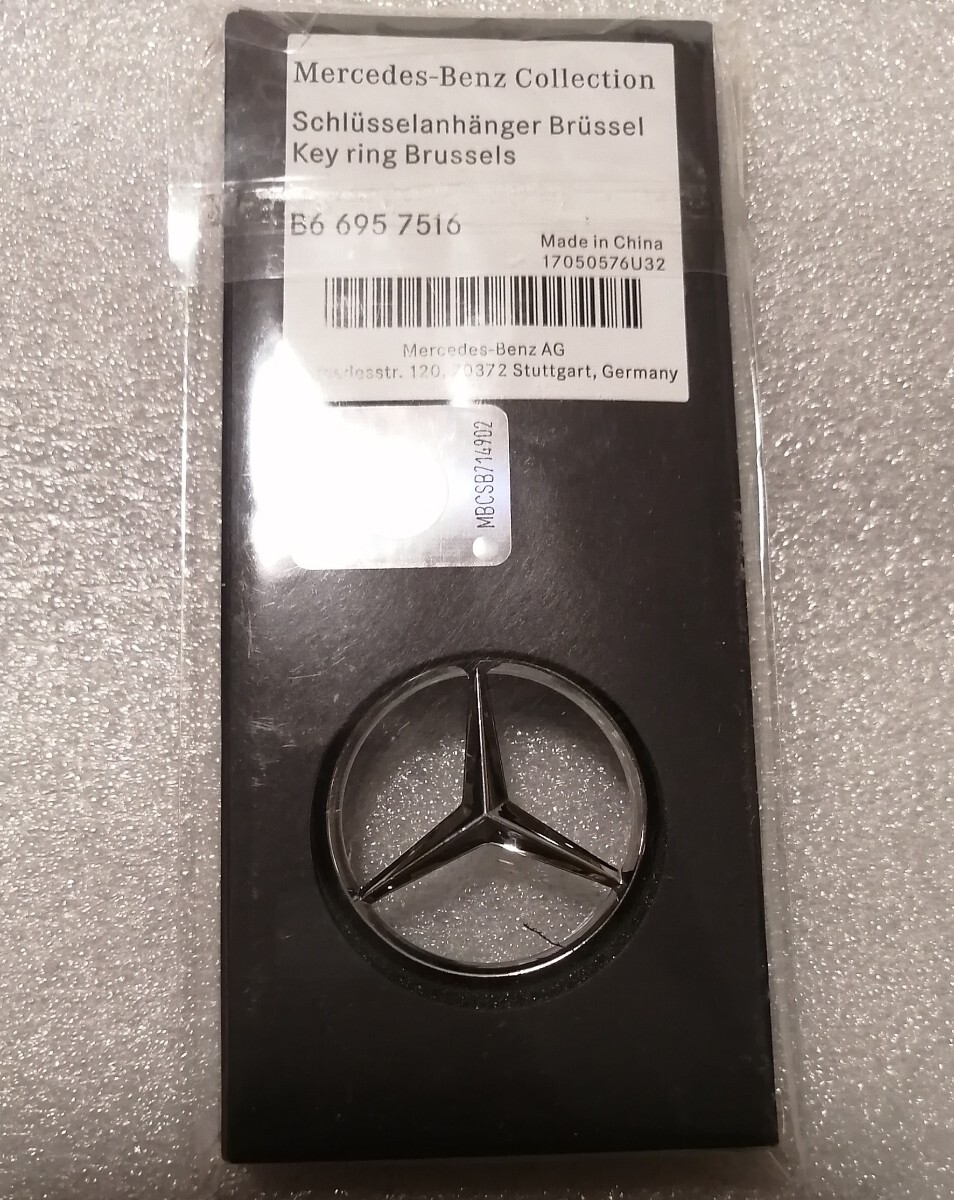 Mercedes-Benz Collection
Schlüsselanhänger Brüssel
Key ring Brussels
B6 695 7516
Made in China
17050576U32
Mercedes-Benz AG
120, 70372 Stuttgart, Germany
MBCSB714902